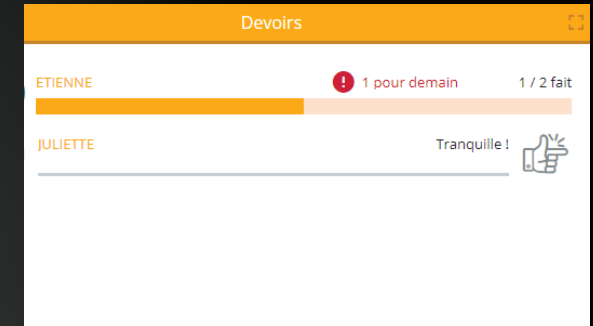 Devoirs
ETIENNE ! 1 pour demain 1 / 2 fait
JULIETTE Tranquille !